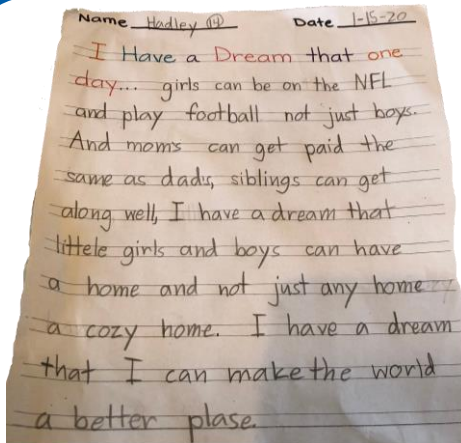 Name Hadley (14) Date 1-15-20
I Have a Dream that one
day... girls can be on the NFL
and play football not just boys.
And mom's can get paid the
same as dad's, siblings can get
along well, I have a dream that
littele girls and boys can have
a home and not just any home
a cozy home. I have a dream
that I can make the world
a better plase.